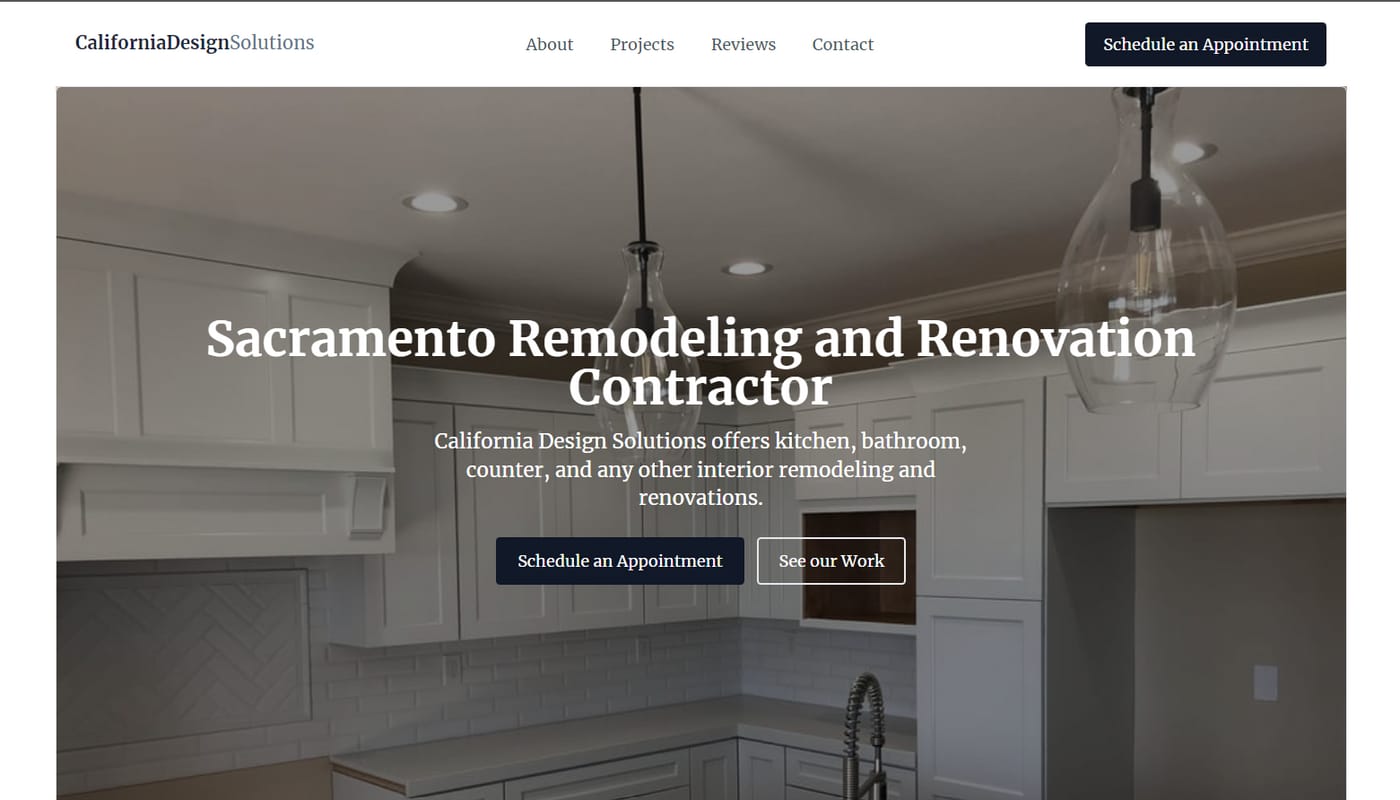 CaliforniaDesignSolutions
About
Projects
Reviews
Contact
Schedule an Appointment
Sacramento Remodeling and Renovation
Contractor
California Design Solutions offers kitchen, bathroom,
counter, and any other interior remodeling and
renovations.
Schedule an Appointment
See our Work